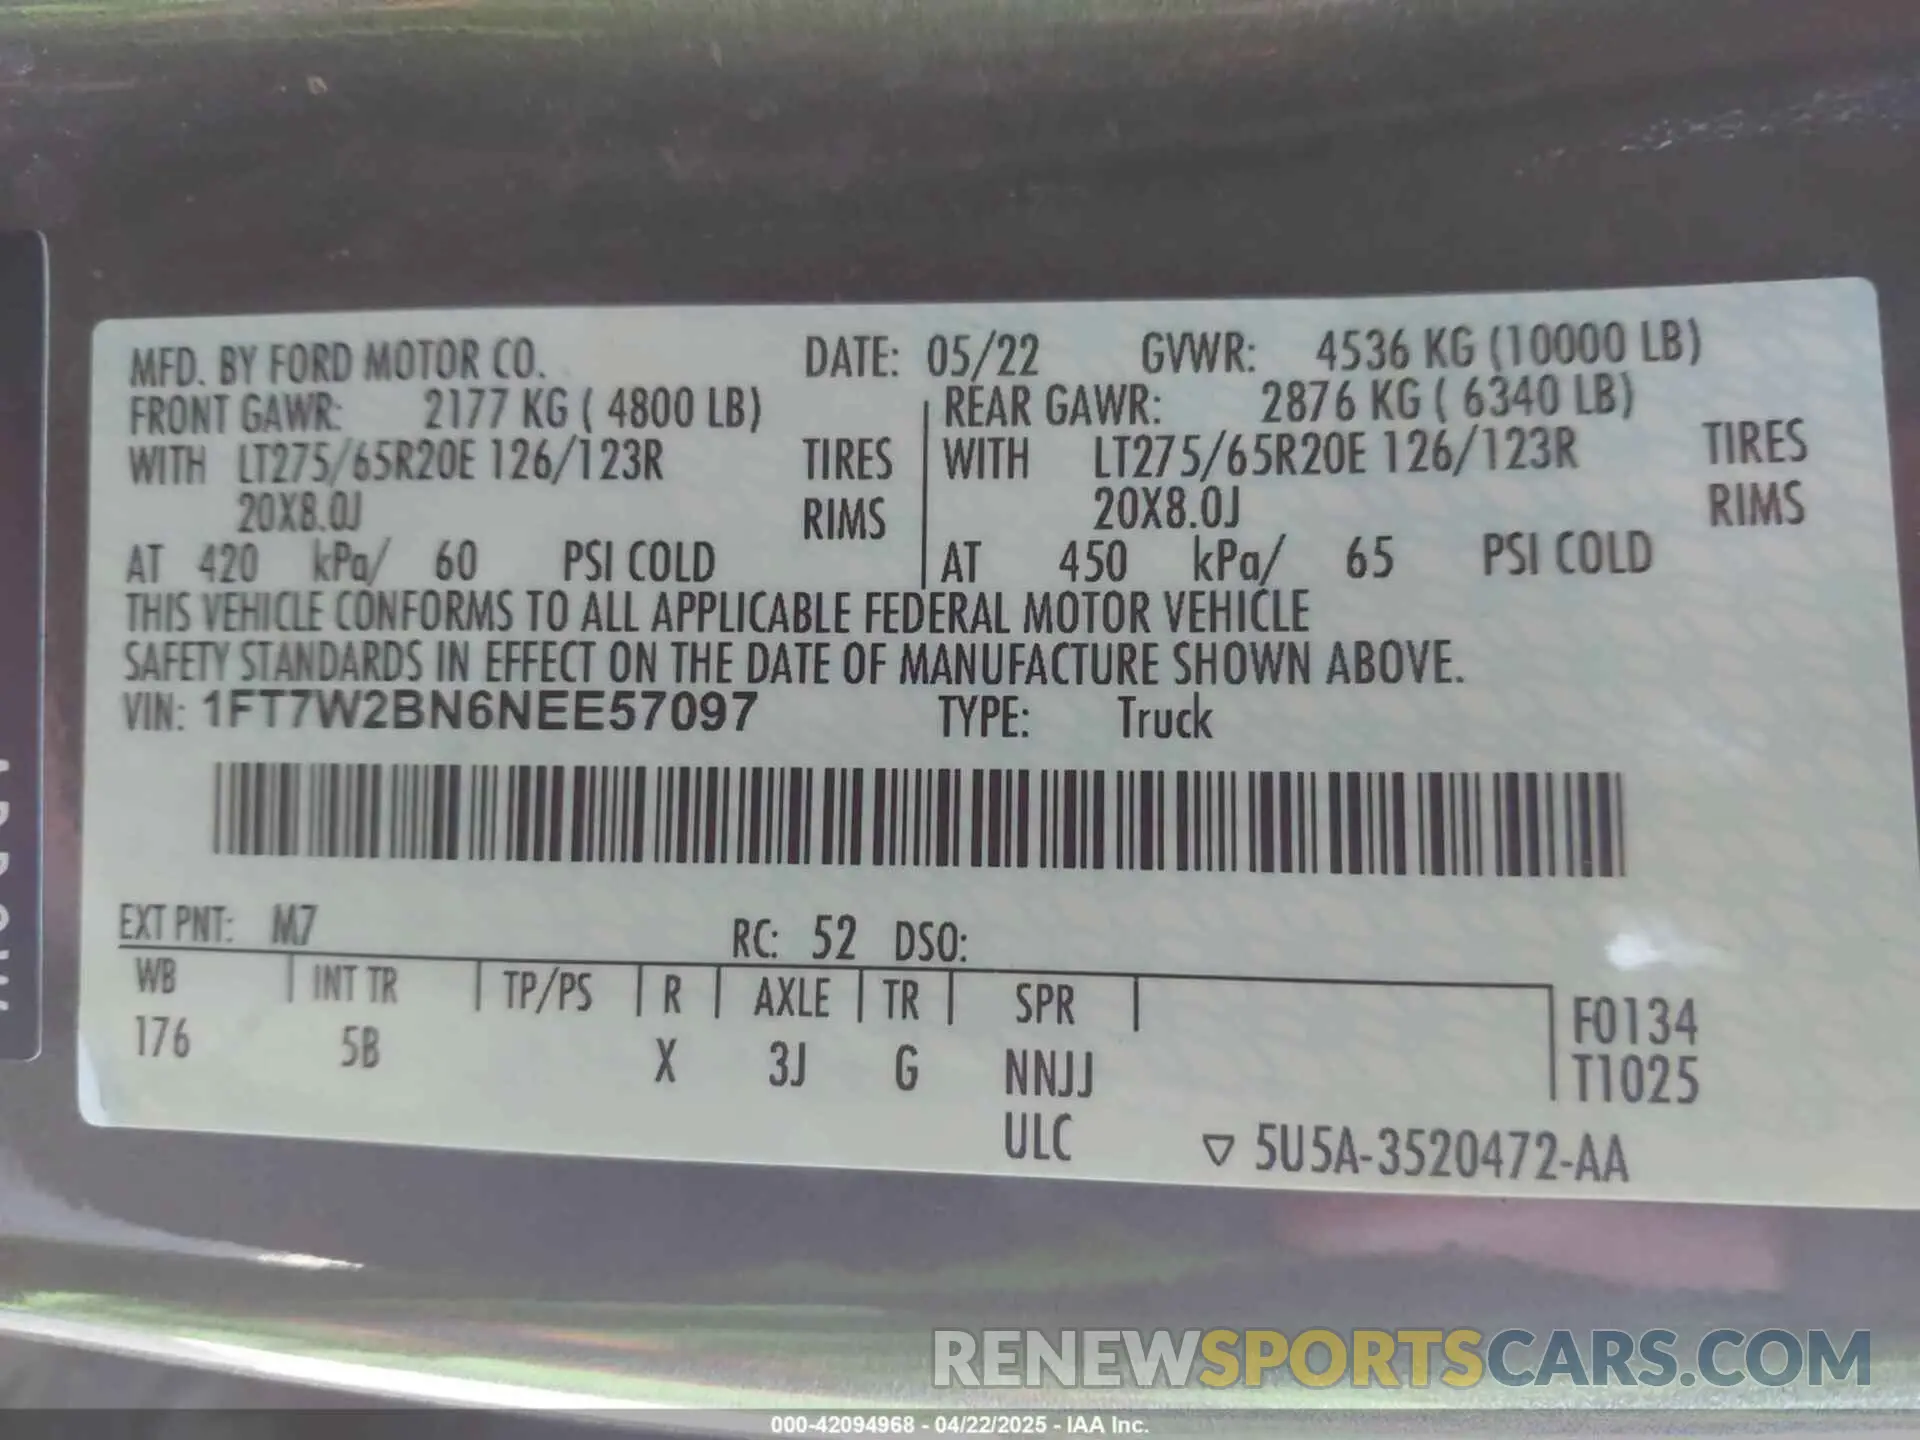 MFD. BY FORD MOTOR CO. DATE: 05/22 GVWR: 4536 KG (10000 LB)
FRONT GAWR: 2177 KG ( 4800 LB) REAR GAWR: 2876 KG ( 6340 LB)
WITH LT275/65R20E 126/123R TIRES WITH LT275/65R20E 126/123R TIRES
20X8.0J RIMS 20X8.0J RIMS
AT 420 kPa/ 60 PSI COLD AT 450 kPa/ 65 PSI COLD
THIS VEHICLE CONFORMS TO ALL APPLICABLE FEDERAL MOTOR VEHICLE
SAFETY STANDARDS IN EFFECT ON THE DATE OF MANUFACTURE SHOWN ABOVE.
VIN: 1FT7W2BN6NEE57097 TYPE: Truck
EXT PNT: M7 RC: 52 DSO:
WB INT TR TP/PS R AXLE TR SPR
176 5B X 3J G NNJJ
F0134
T1025
ULC ▽ 5U5A-3520472-AA
RENEWSPORTSCARS.COM
000-42094968 - 04/22/2025 - IAA Inc.